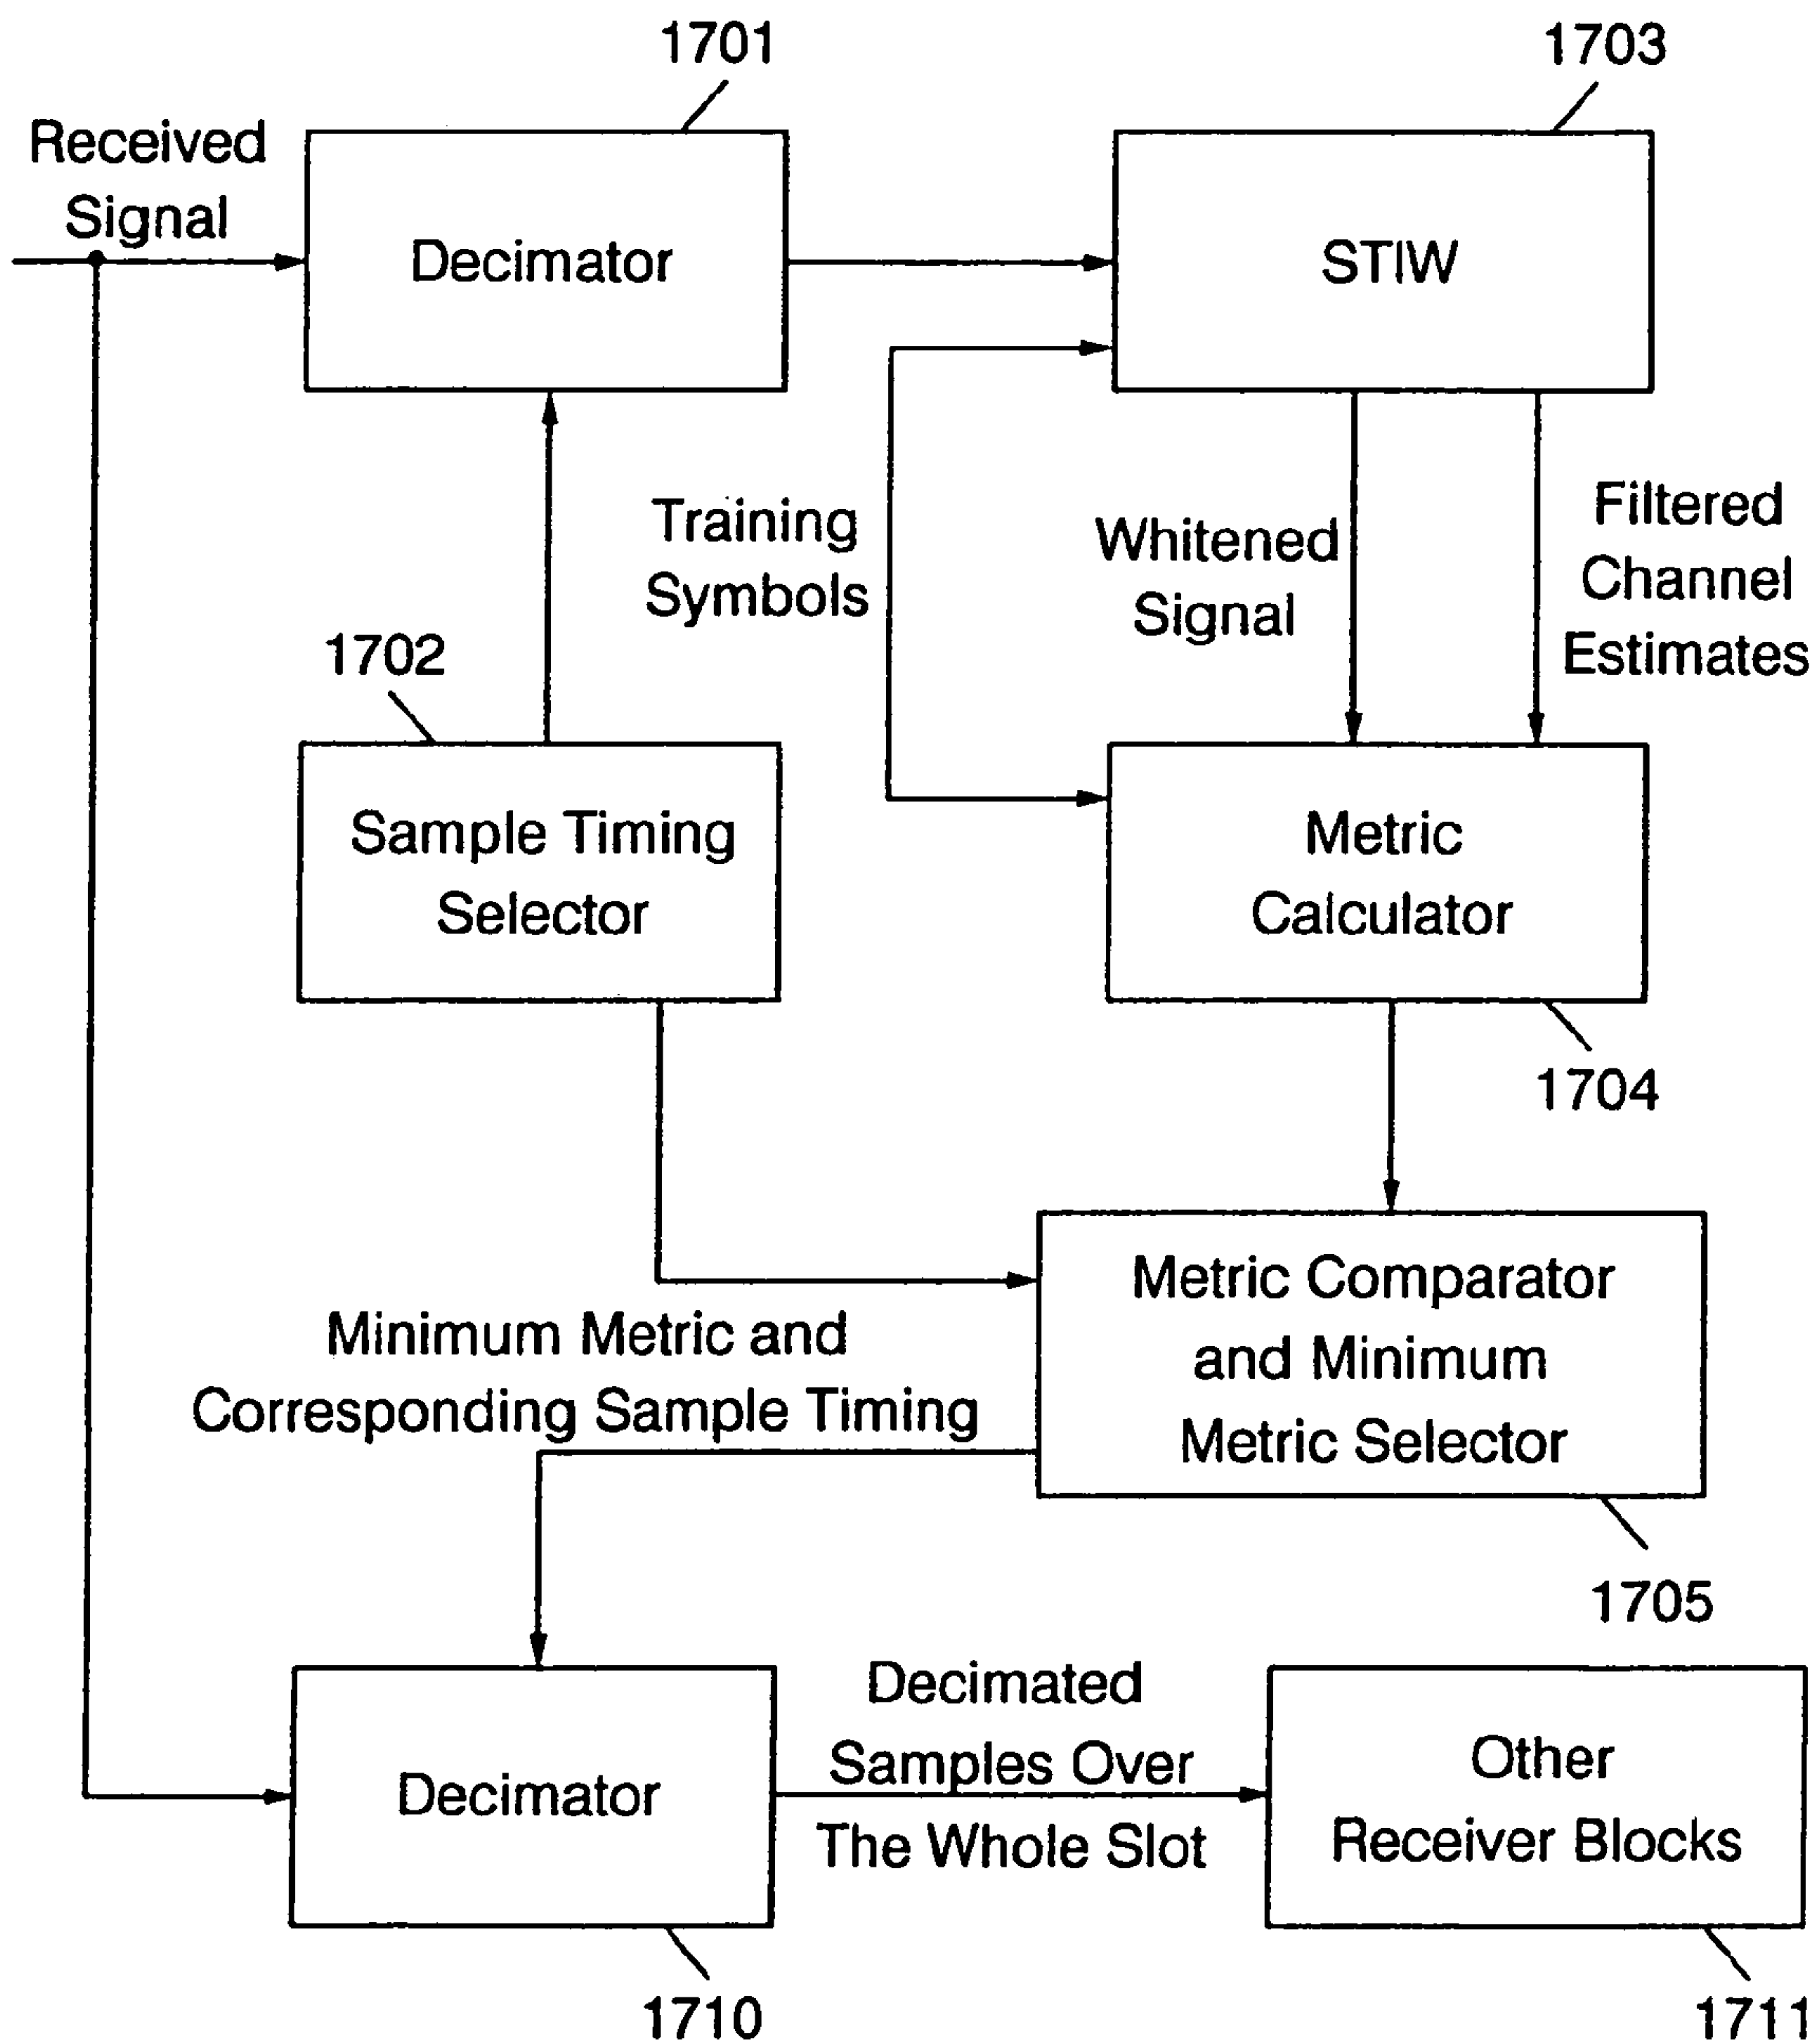 1701
1703
Received
Signal
Decimator
STIW
Training
Symbols
Whitened
Signal
Filtered
Channel
Estimates
1702
Sample Timing
Selector
Metric
Calculator
1704
Metric Comparator
and Minimum
Metric Selector
Minimum Metric and
Corresponding Sample Timing
1705
Decimator
Decimated
Samples Over
The Whole Slot
Other
Receiver Blocks
1710
1711